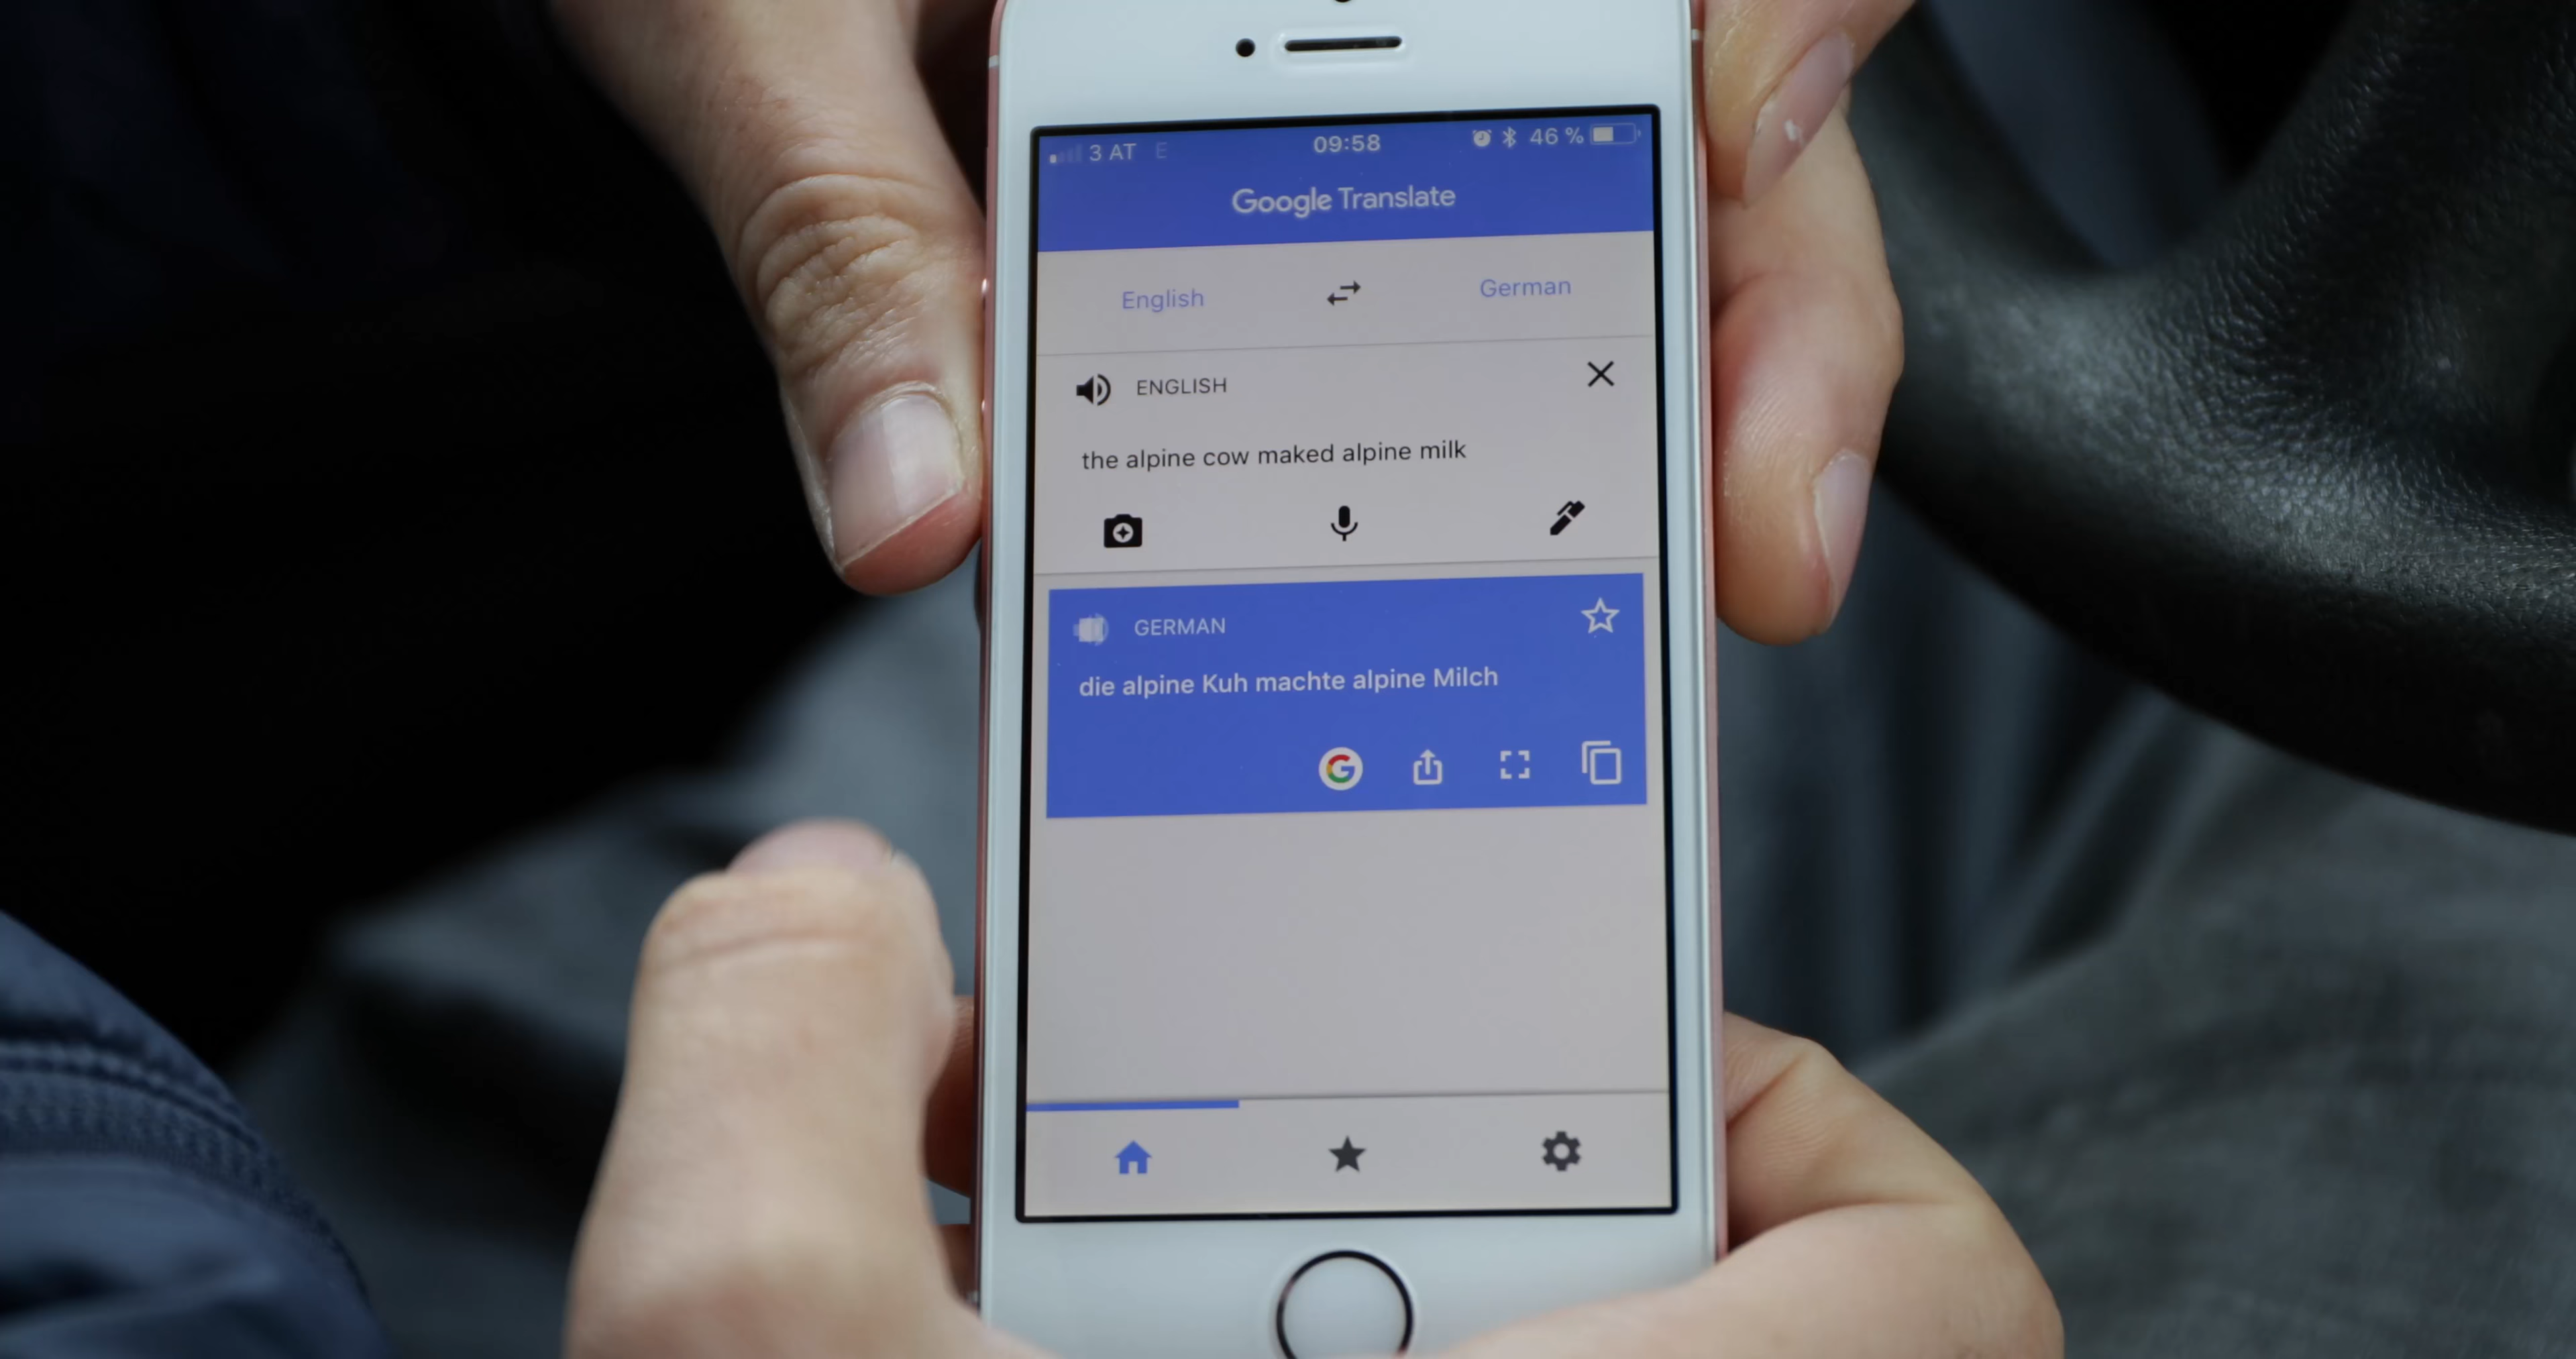 3 AT E 09:58 46 %
Google Translate
English German
ENGLISH
the alpine cow maked alpine milk
GERMAN
die alpine Kuh machte alpine Milch
G